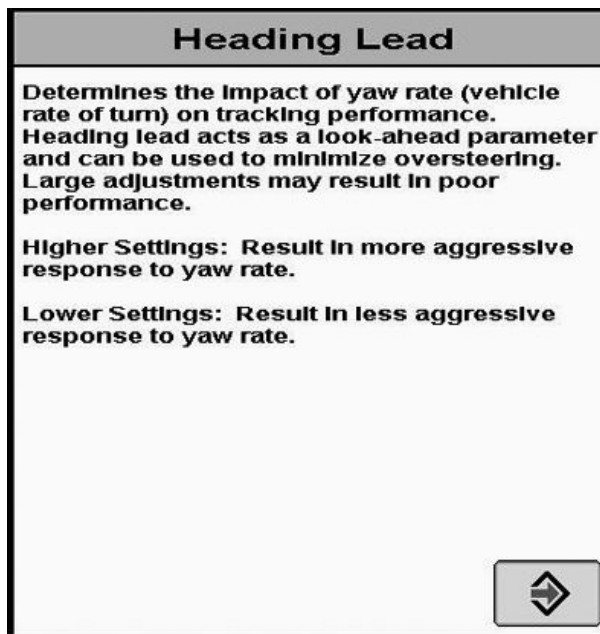 Heading Lead
Determines the impact of yaw rate (vehicle
rate of turn) on tracking performance.
Heading lead acts as a look-ahead parameter
and can be used to minimize oversteering.
Large adjustments may result in poor
performance.
Higher Settings:  Result in more aggressive
response to yaw rate.
Lower Settings:  Result in less aggressive
response to yaw rate.